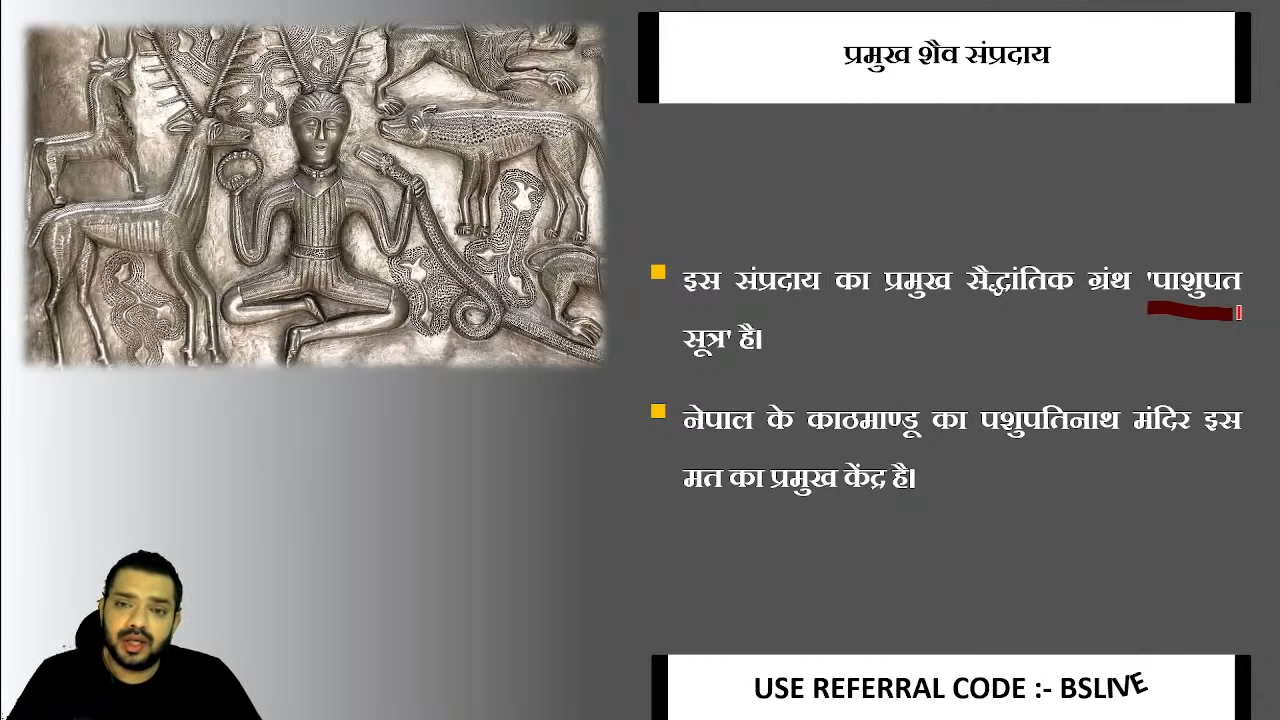 प्रमुख शैव संप्रदाय
इस संप्रदाय का प्रमुख सैद्धांतिक ग्रंथ 'पाशुपत
सूत्र' है।
नेपाल के काठमाण्डू का पशुपतिनाथ मंदिर इस
मत का प्रमुख केंद्र है।
USE REFERRAL CODE :- BSLIVE